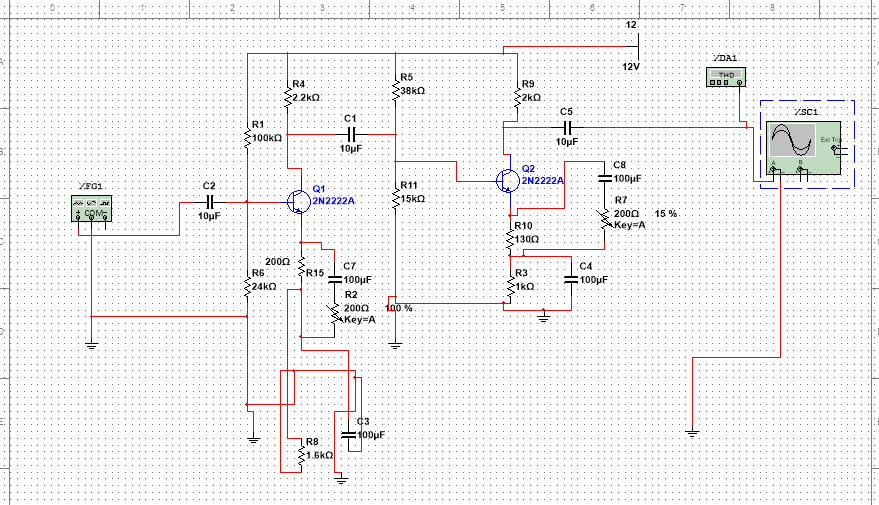 0 1 2 3 4 5 6 7 8
12
12V
XDA1
THD
R4
2.2kΩ
R5
38kΩ
R9
2kΩ
C1
10µF
C5
10µF
XSC1
Ext Trig
A B
R1
100kΩ
Q2
2N2222A
C8
100µF
XFG1
COM
C2
10µF
Q1
2N2222A
R11
15kΩ
R7
200Ω 15 %
Key=A
R10
130Ω
200Ω
R15
R6
24kΩ
C7
100µF
R2
200Ω 100 %
Key=A
R3
1kΩ
C4
100µF
C3
100µF
R8
1.6kΩ